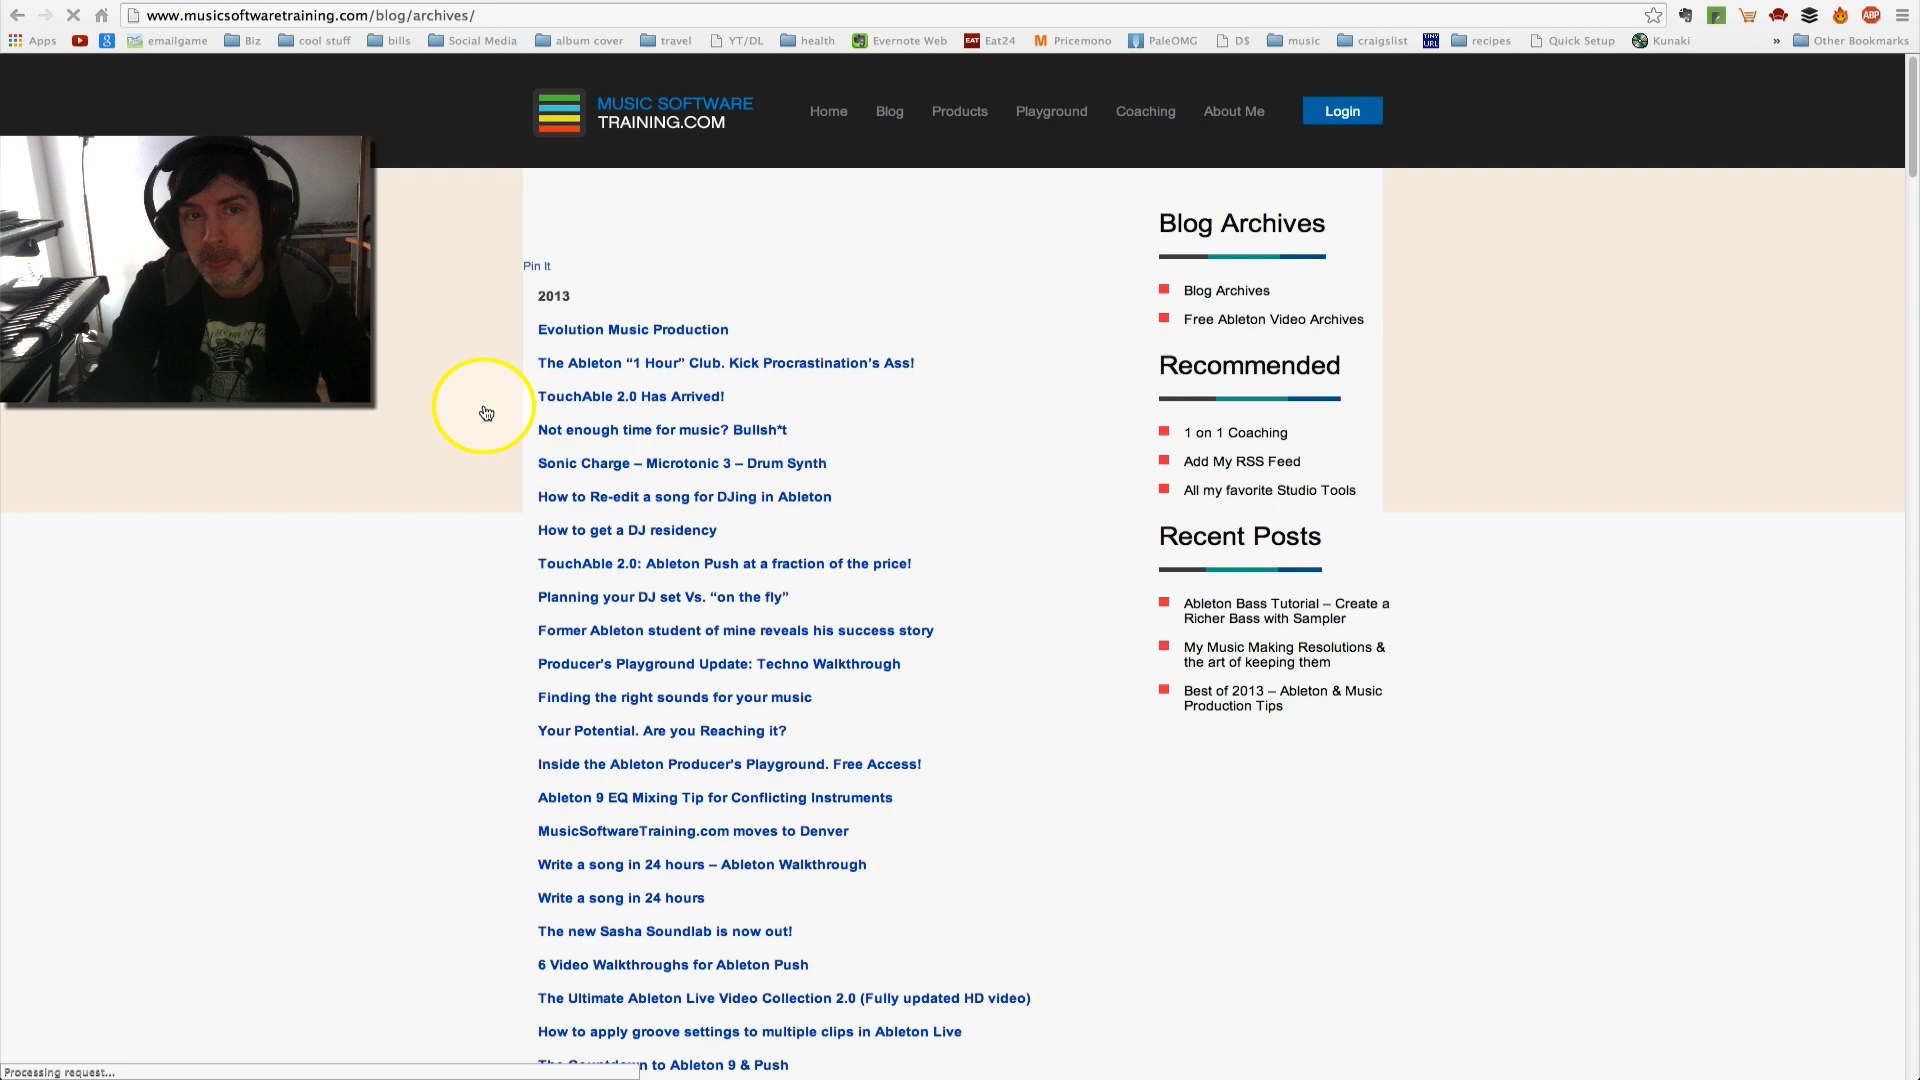 www.musicsoftwaretraining.com/blog/archives/
Apps
emailgame
Biz
cool stuff
bills
Social Media
album cover
travel
YT/DL
health
Evernote Web
EAT
Eat24
Pricemono
PaleOMG
D$
music
craigslist
TINY
URL
recipes
Quick Setup
Kunaki
»
Other Bookmarks
ABP
MUSIC SOFTWARE
TRAINING.COM
Home
Blog
Products
Playground
Coaching
About Me
Login
Pin It
2013
Evolution Music Production
The Ableton “1 Hour” Club. Kick Procrastination’s Ass!
TouchAble 2.0 Has Arrived!
Not enough time for music? Bullsh*t
Sonic Charge – Microtonic 3 – Drum Synth
How to Re-edit a song for DJing in Ableton
How to get a DJ residency
TouchAble 2.0: Ableton Push at a fraction of the price!
Planning your DJ set Vs. “on the fly”
Former Ableton student of mine reveals his success story
Producer’s Playground Update: Techno Walkthrough
Finding the right sounds for your music
Your Potential. Are you Reaching it?
Inside the Ableton Producer’s Playground. Free Access!
Ableton 9 EQ Mixing Tip for Conflicting Instruments
MusicSoftwareTraining.com moves to Denver
Write a song in 24 hours – Ableton Walkthrough
Write a song in 24 hours
The new Sasha Soundlab is now out!
6 Video Walkthroughs for Ableton Push
The Ultimate Ableton Live Video Collection 2.0 (Fully updated HD video)
How to apply groove settings to multiple clips in Ableton Live
The Countdown to Ableton 9 & Push
Blog Archives
Blog Archives
Free Ableton Video Archives
Recommended
1 on 1 Coaching
Add My RSS Feed
All my favorite Studio Tools
Recent Posts
Ableton Bass Tutorial – Create a
Richer Bass with Sampler
My Music Making Resolutions &
the art of keeping them
Best of 2013 – Ableton & Music
Production Tips
Processing request...